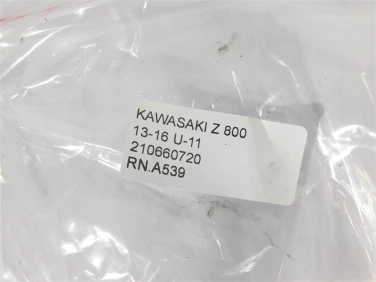 KAWASAKI Z 800
13-16 U-11
210660720
RN.A539